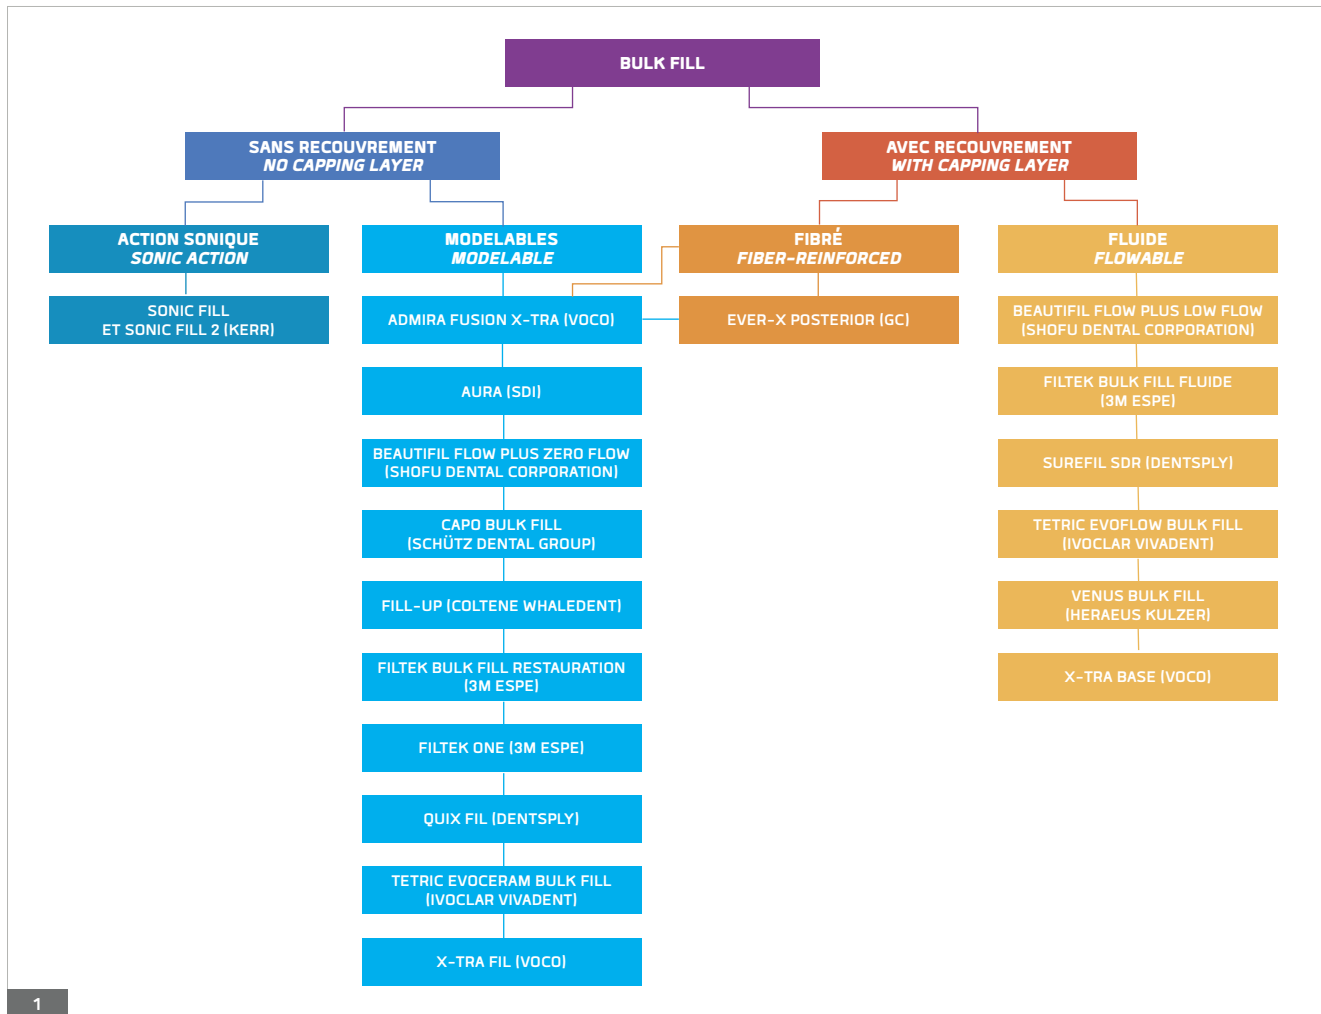 BULK FILL
SANS RECOUVREMENT
NO CAPPING LAYER
AVEC RECOUVREMENT
WITH CAPPING LAYER
ACTION SONIQUE
SONIC ACTION
MODELABLES
MODELABLE
FIBRÉ
FIBER-REINFORCED
FLUIDE
FLOWABLE
SONIC FILL
ET SONIC FILL 2 (KERR)
ADMIRA FUSION X-TRA (VOCO)
EVER-X POSTERIOR (GC)
BEAUTIFIL FLOW PLUS LOW FLOW
(SHOFU DENTAL CORPORATION)
AURA (SDI)
FILTEK BULK FILL FLUIDE
(3M ESPE)
BEAUTIFIL FLOW PLUS ZERO FLOW
(SHOFU DENTAL CORPORATION)
SUREFIL SDR (DENTSPLY)
CAPO BULK FILL
(SCHÜTZ DENTAL GROUP)
TETRIC EVOFLOW BULK FILL
(IVOCLAR VIVADENT)
FILL-UP (COLTENE WHALEDENT)
VENUS BULK FILL
(HERAEUS KULZER)
FILTEK BULK FILL RESTAURATION
(3M ESPE)
X-TRA BASE (VOCO)
FILTEK ONE (3M ESPE)
QUIX FIL (DENTSPLY)
TETRIC EVOCERAM BULK FILL
(IVOCLAR VIVADENT)
X-TRA FIL (VOCO)
1